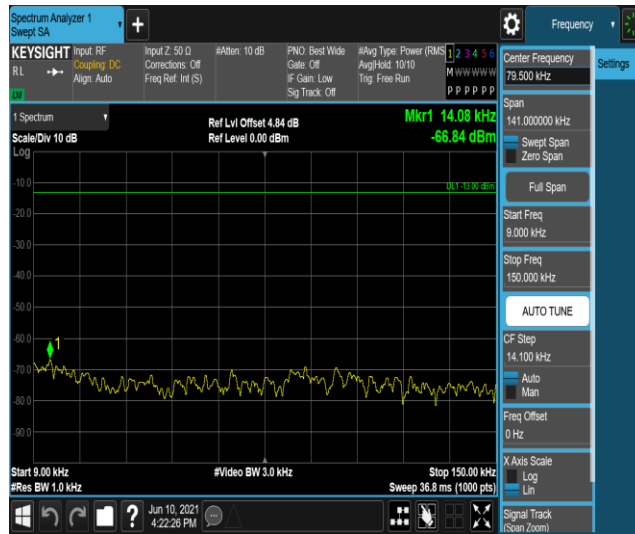 Spectrum Analyzer 1
Swept SA
Frequency
KEYSIGHT
Input: RF
Coupling: DC
Align: Auto
Input Z: 50 Ω
Corrections: Off
Freq Ref: Int (S)
#Atten: 10 dB
PNO: Best Wide
Gate: Off
IF Gain: Low
Sig Track: Off
#Avg Type: Power (RMS
Avg|Hold: 10/10
Trig: Free Run
1 2 3 4 5 6
M W W W W W
P P P P P P
R L
Settings
1 Spectrum
Scale/Div 10 dB
Log
Ref Lvl Offset 4.84 dB
Ref Level 0.00 dBm
Mkr1 14.08 kHz
-66.84 dBm
DL1 -13.00 dBm
-10.0
-20.0
-30.0
-40.0
-50.0
-60.0
-70.0
-80.0
-90.0
1
Start 9.00 kHz
#Res BW 1.0 kHz
#Video BW 3.0 kHz
Stop 150.00 kHz
Sweep 36.8 ms (1000 pts)
Center Frequency
79.500 kHz
Span
141.000000 kHz
Swept Span
Zero Span
Full Span
Start Freq
9.000 kHz
Stop Freq
150.000 kHz
AUTO TUNE
CF Step
14.100 kHz
Auto
Man
Freq Offset
0 Hz
X Axis Scale
Log
Lin
Signal Track
(Span Zoom)
?
Jun 10, 2021
4:22:26 PM